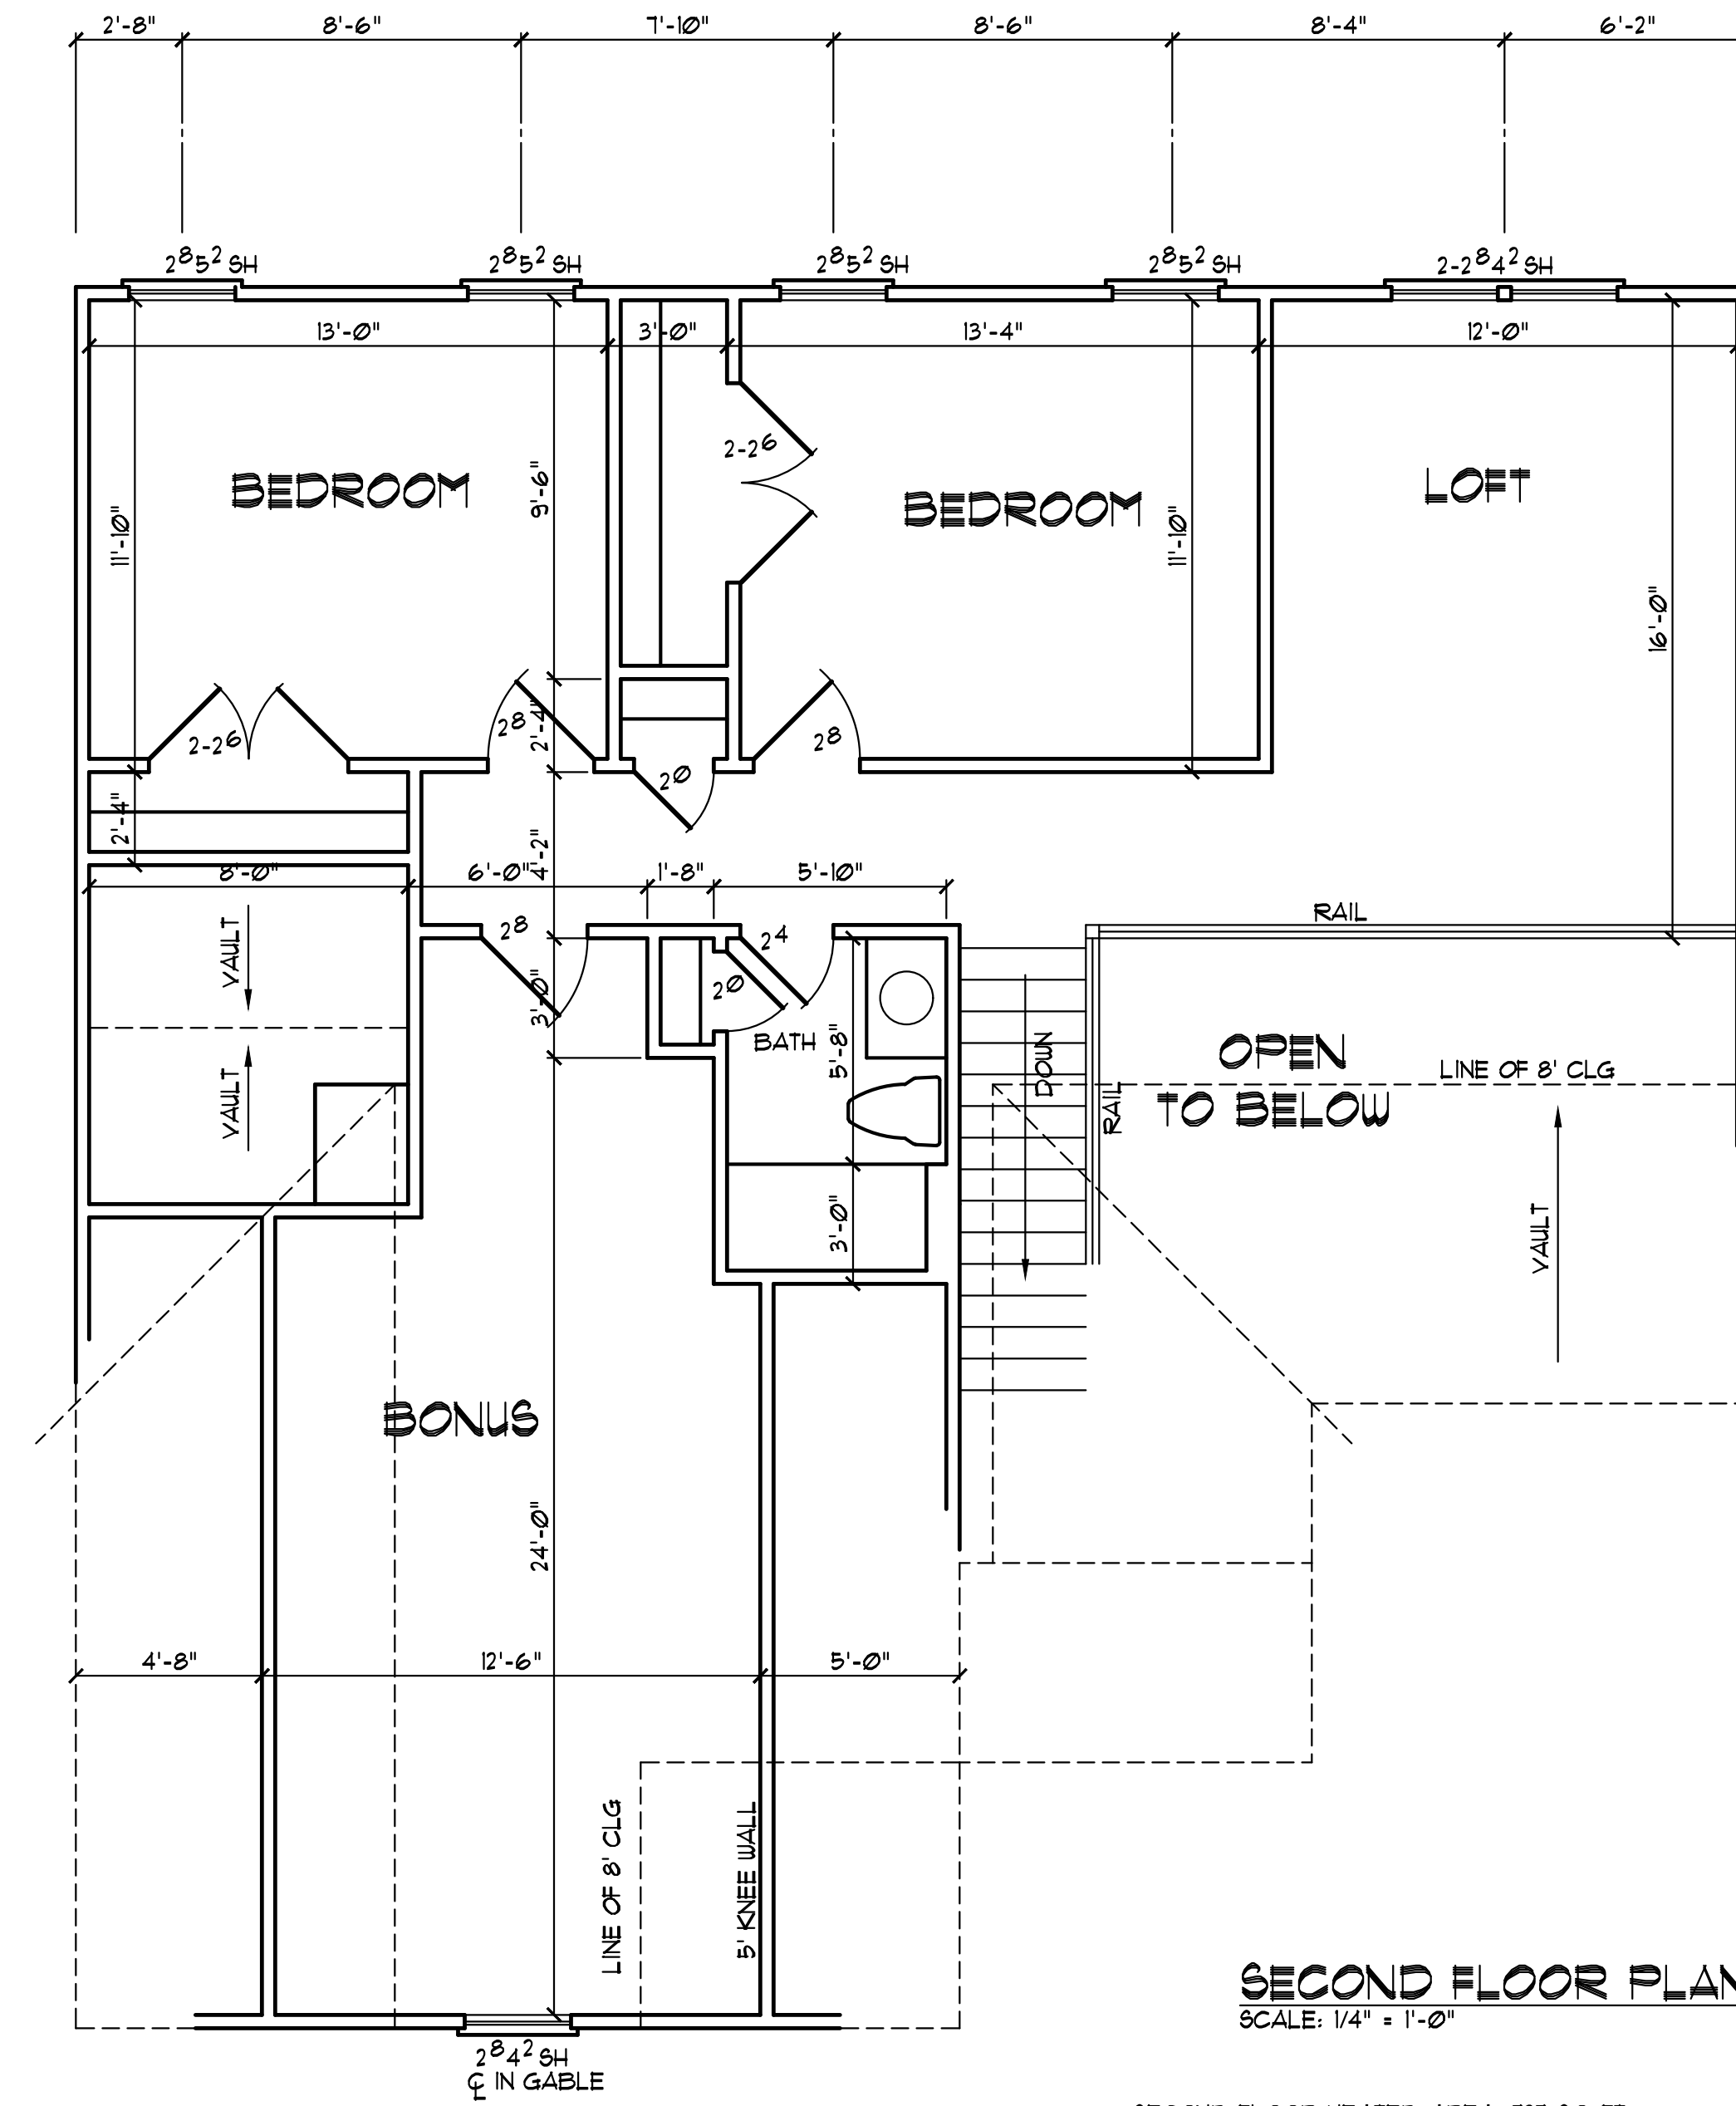 2'-8" 8'-6" 7'-10" 8'-6" 8'-4" 6'-2"
2⁸5² SH 2⁸5² SH 2⁸5² SH 2⁸5² SH 2-2⁸4² SH
13'-0" 3'-0" 13'-4" 12'-0"
2-2⁶
BEDROOM 9'-6" BEDROOM LOFT
11'-10" 11'-10"
16'-0"
2-2⁶ 2⁸ 2'-4" 2⁸
2⁰
2'-4" 4'-2"
8'-0" 6'-0" 1'-8" 5'-10"
RAIL
VAULT 2⁸ 2⁴
3'-0" 2⁰
BATH 5'-8" DOWN OPEN
LINE OF 8' CLG
VAULT RAIL TO BELOW
3'-0" VAULT
BONUS
24'-0"
4'-8" 12'-6" 5'-0"
LINE OF 8' CLG
5' KNEE WALL
SECOND FLOOR PLAN
SCALE: 1/4" = 1'-0"
2⁸4² SH
℄ IN GABLE